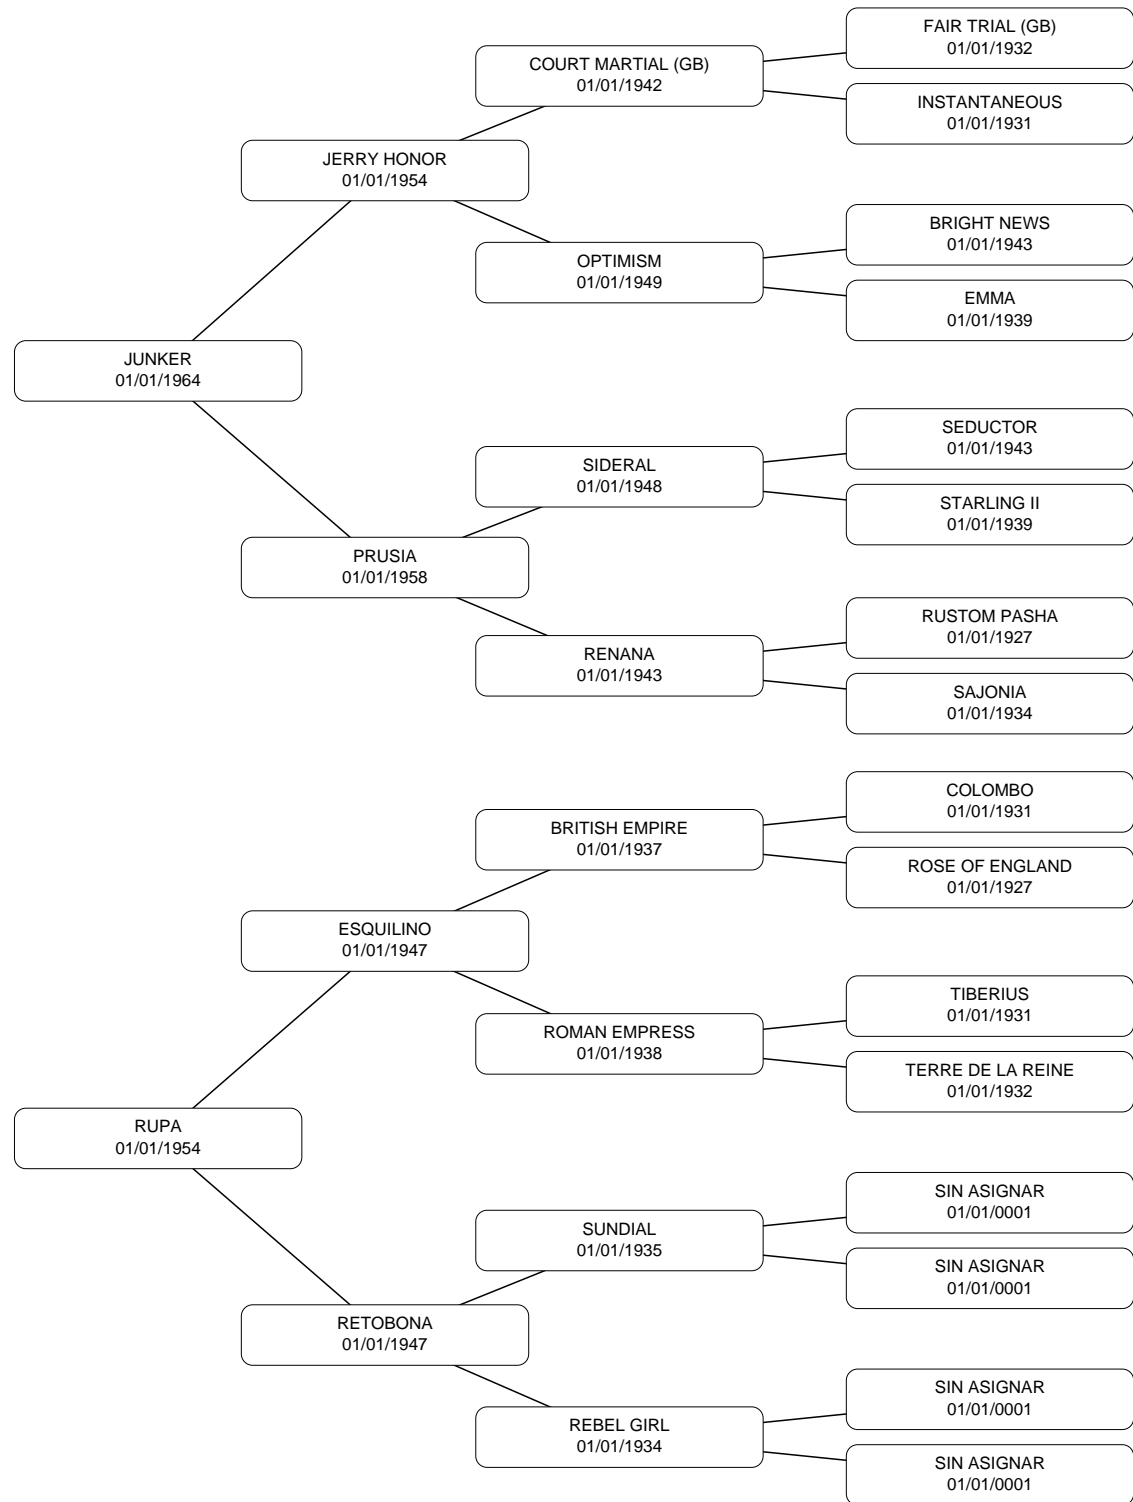 FAIR TRIAL (GB)
01/01/1932
COURT MARTIAL (GB)
01/01/1942
INSTANTANEOUS
01/01/1931
JERRY HONOR
01/01/1954
BRIGHT NEWS
01/01/1943
OPTIMISM
01/01/1949
EMMA
01/01/1939
JUNKER
01/01/1964
SEDUCTOR
01/01/1943
SIDERAL
01/01/1948
STARLING II
01/01/1939
PRUSIA
01/01/1958
RUSTOM PASHA
01/01/1927
RENANA
01/01/1943
SAJONIA
01/01/1934
COLOMBO
01/01/1931
BRITISH EMPIRE
01/01/1937
ROSE OF ENGLAND
01/01/1927
ESQUILINO
01/01/1947
TIBERIUS
01/01/1931
ROMAN EMPRESS
01/01/1938
TERRE DE LA REINE
01/01/1932
RUPA
01/01/1954
SIN ASIGNAR
01/01/0001
SUNDIAL
01/01/1935
SIN ASIGNAR
01/01/0001
RETOBONA
01/01/1947
SIN ASIGNAR
01/01/0001
REBEL GIRL
01/01/1934
SIN ASIGNAR
01/01/0001